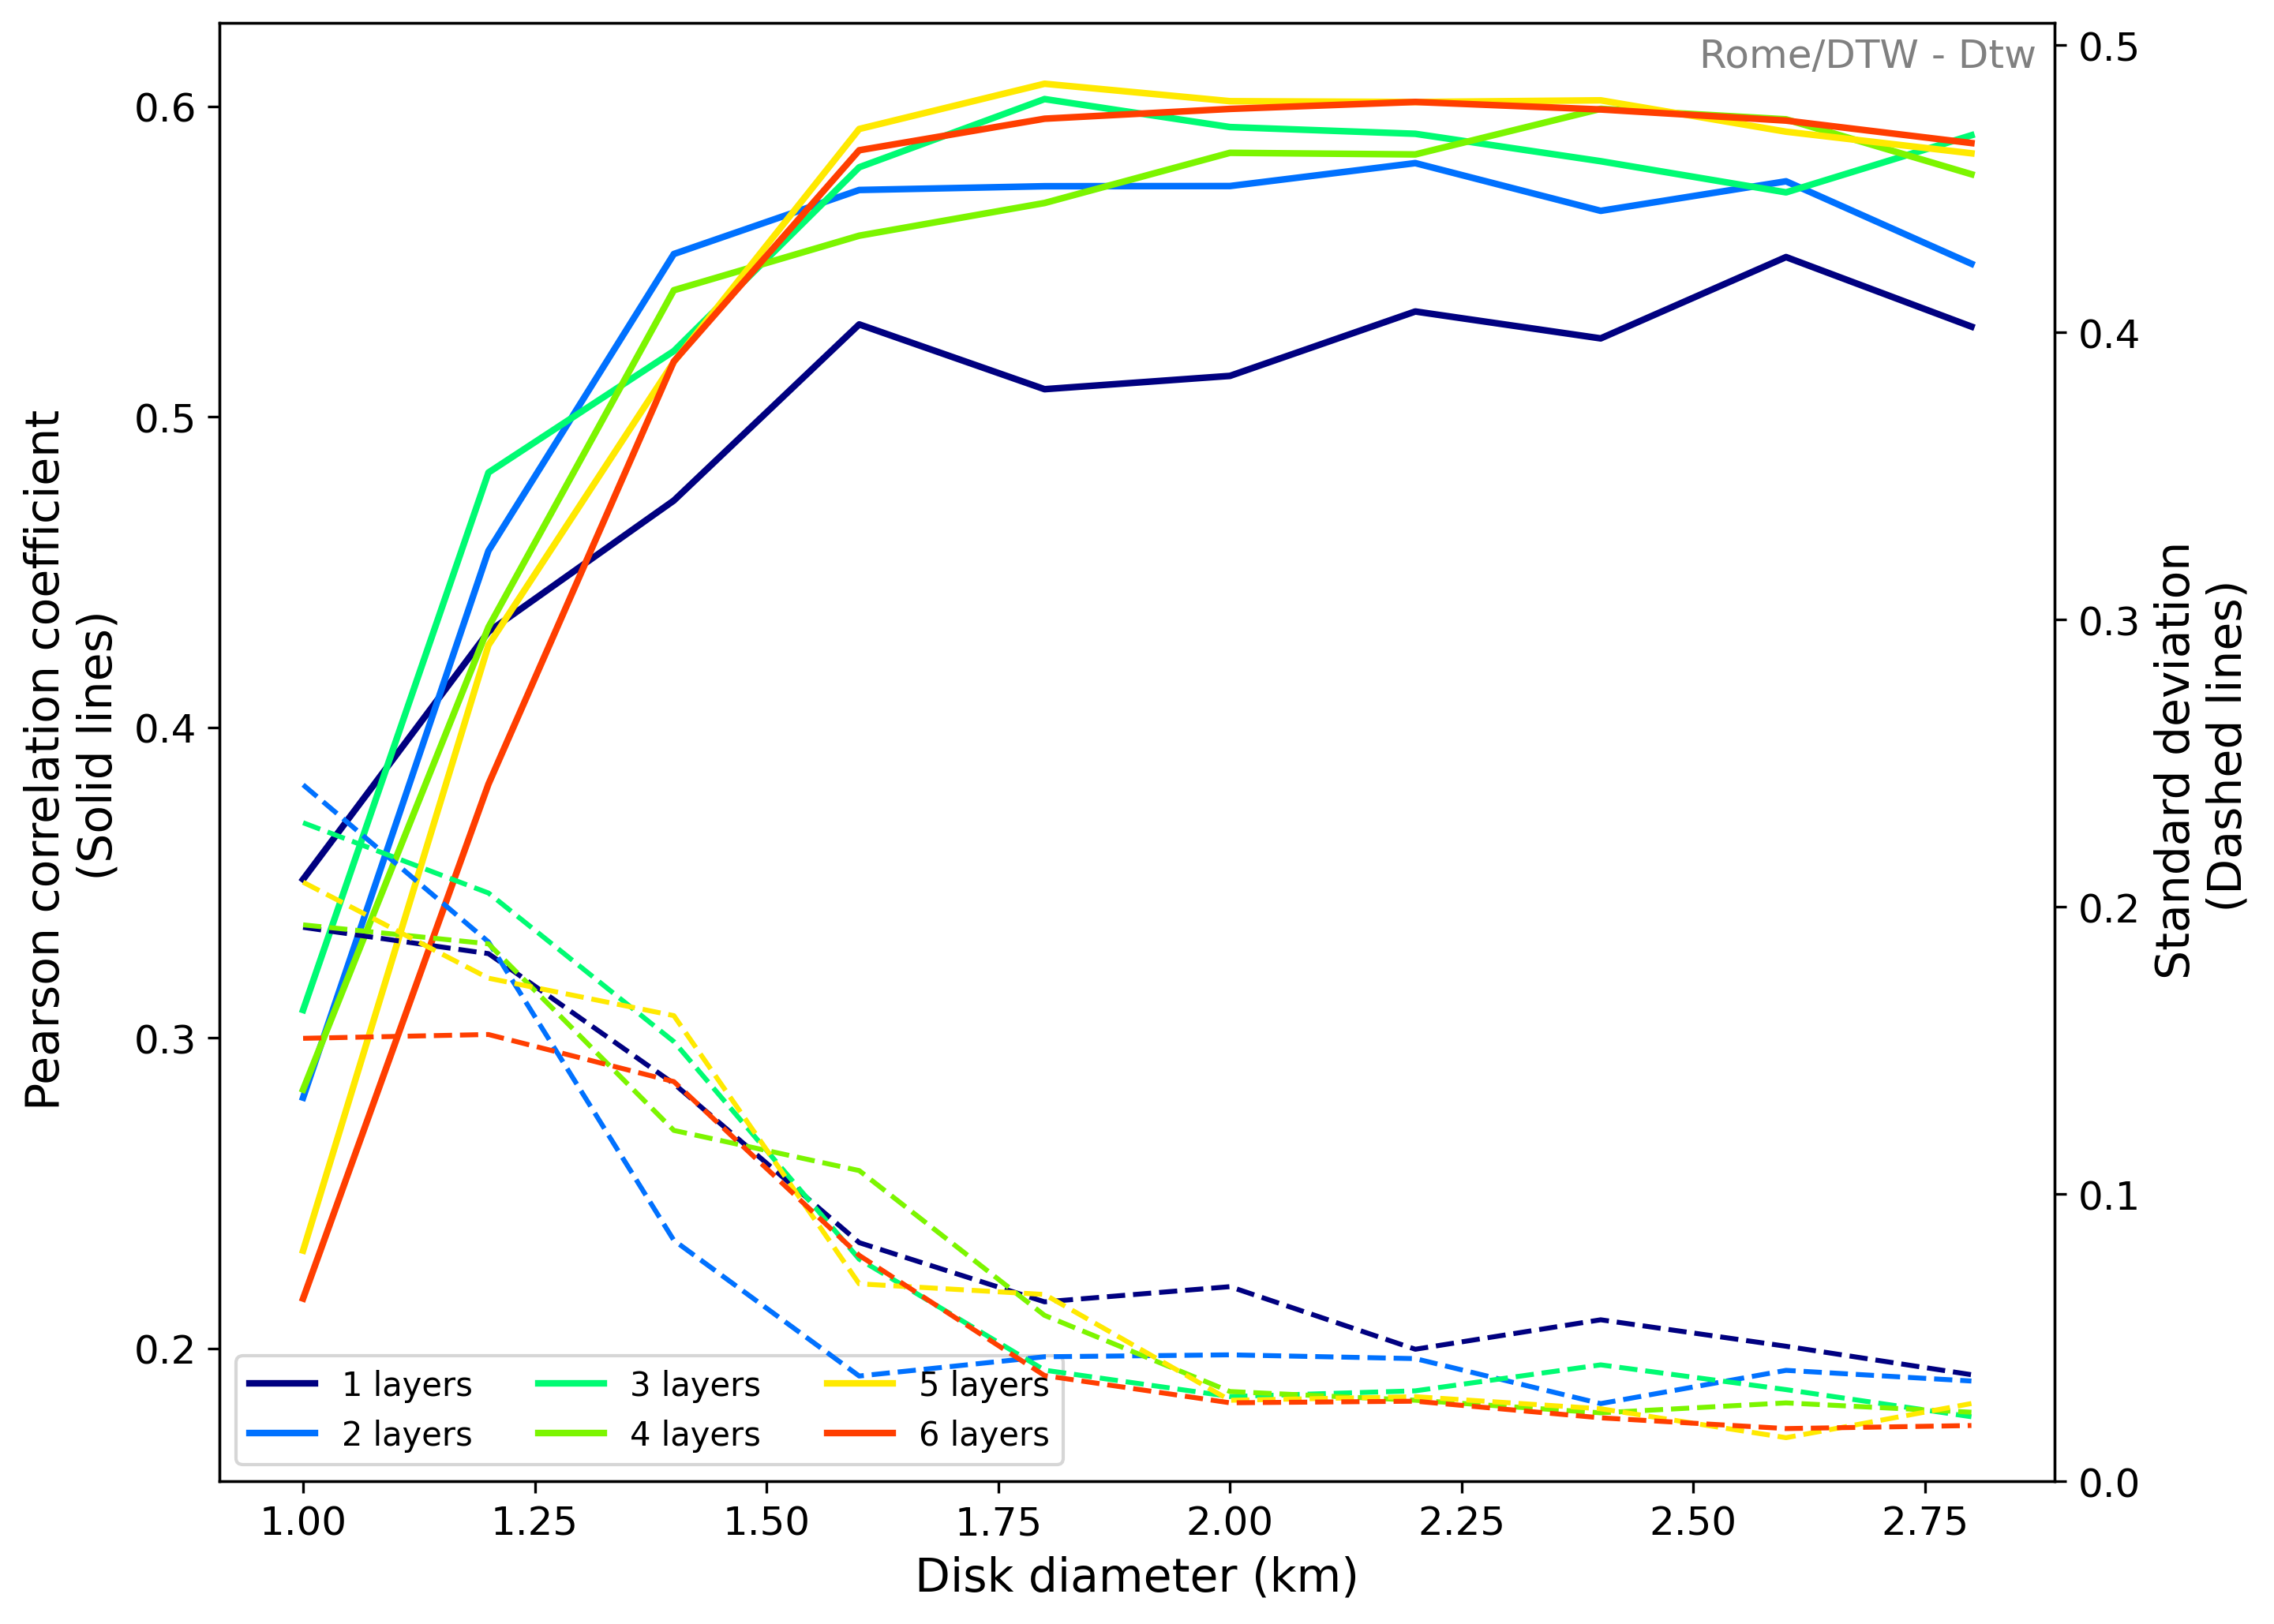 Rome/DTW - Dtw
Pearson correlation coefficient
(Solid lines)
0.6
0.5
0.4
0.3
0.2
0.5
0.4
0.3
0.2
0.1
0.0
Standard deviation
(Dashed lines)
1 layers 3 layers 5 layers
2 layers 4 layers 6 layers
1.00 1.25 1.50 1.75 2.00 2.25 2.50 2.75
Disk diameter (km)